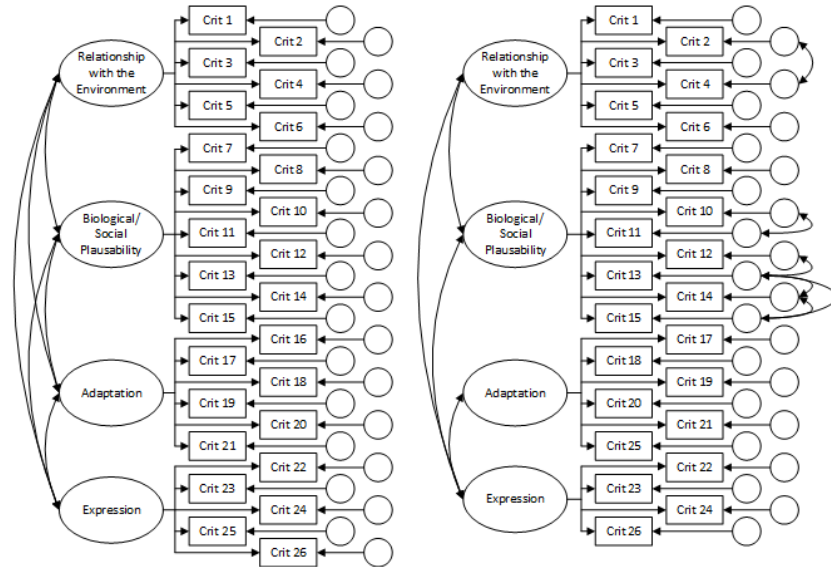 Crit 1
Crit 2
Relationship
with the
Environment
Crit 3
Crit 4
Crit 5
Crit 6
Crit 7
Crit 8
Crit 9
Crit 10
Biological/
Social
Plausability
Crit 11
Crit 12
Crit 13
Crit 14
Crit 15
Crit 16
Crit 17
Crit 18
Adaptation
Crit 19
Crit 20
Crit 21
Crit 22
Crit 23
Expression
Crit 24
Crit 25
Crit 26
Crit 1
Crit 2
Relationship
with the
Environment
Crit 3
Crit 4
Crit 5
Crit 6
Crit 7
Crit 8
Crit 9
Crit 10
Biological/
Social
Plausability
Crit 11
Crit 12
Crit 13
Crit 14
Crit 15
Crit 17
Crit 18
Crit 19
Adaptation
Crit 20
Crit 21
Crit 25
Crit 22
Crit 23
Expression
Crit 24
Crit 26